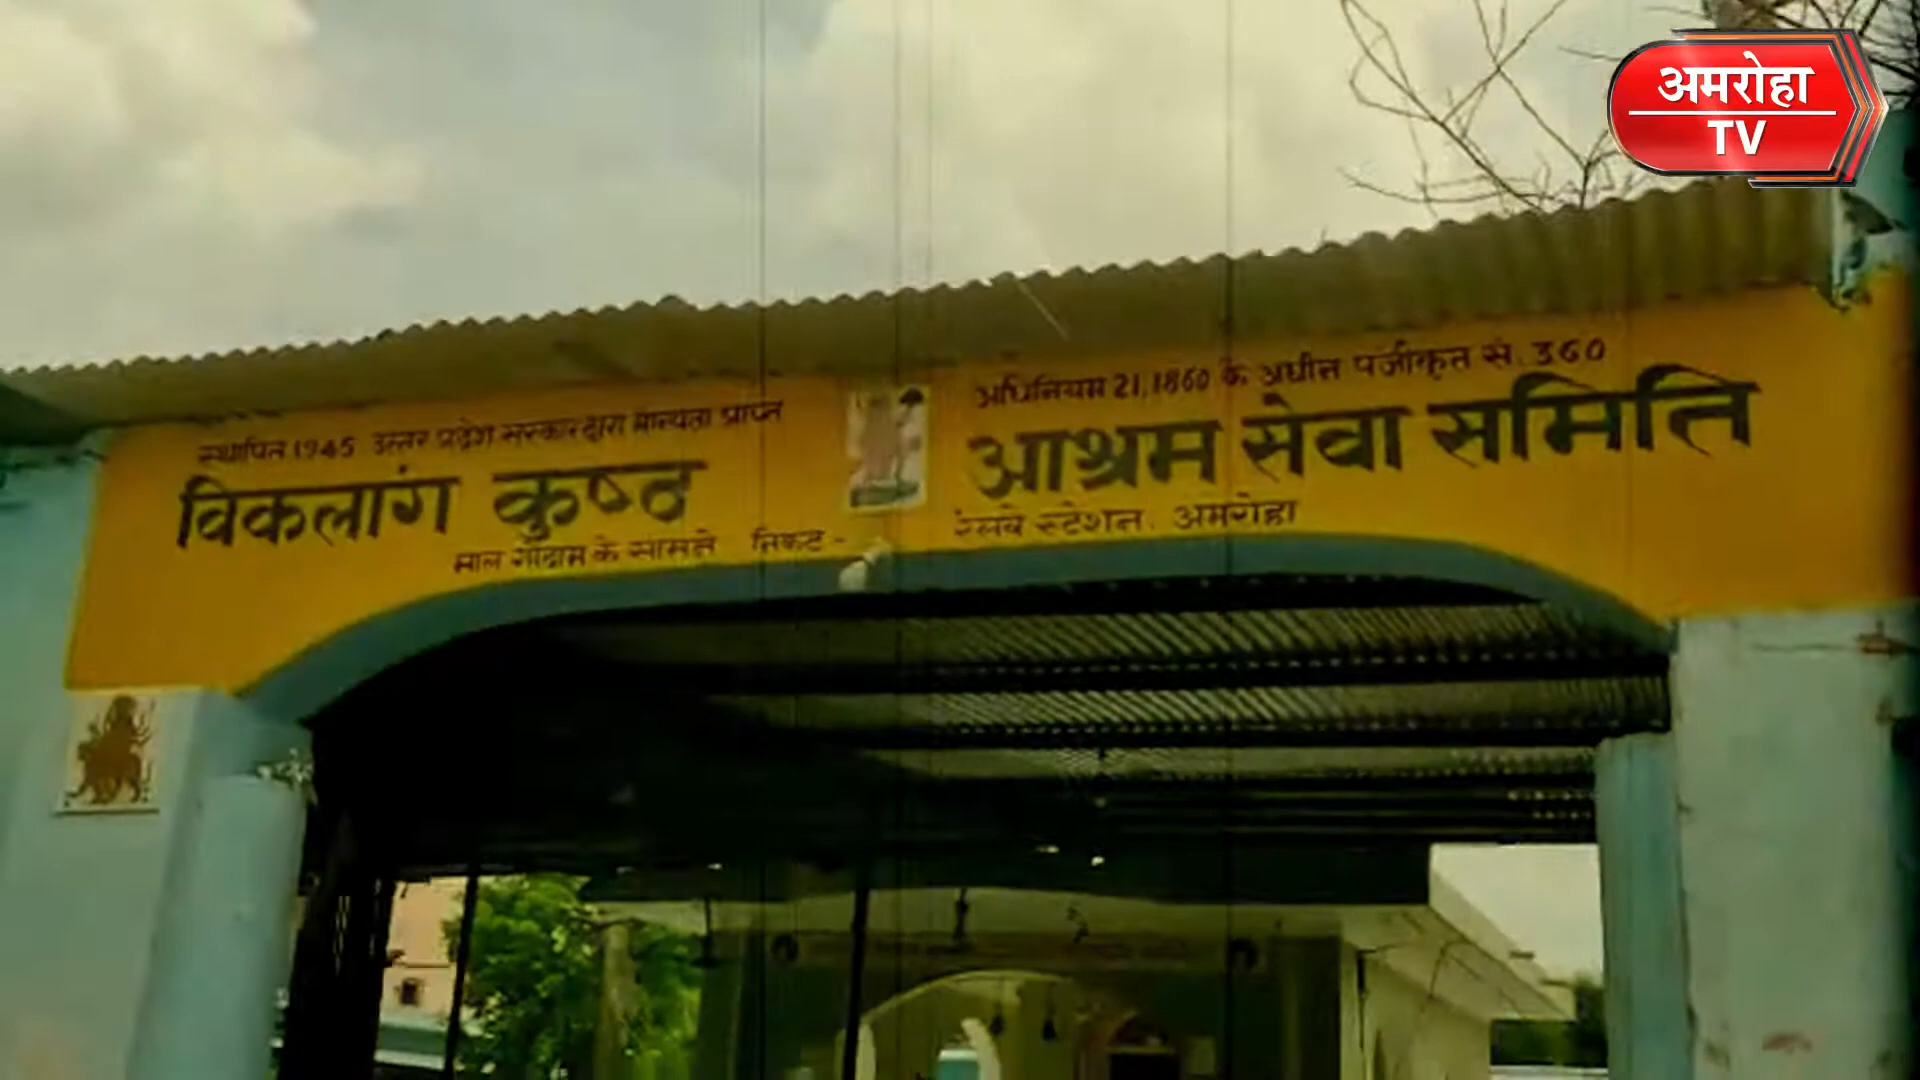 अमरोहा
TV
स्थापित 1945 उत्तर प्रदेश सरकार द्वारा मान्यता प्राप्त
अधिनियम 21,1860 के अधीन पंजीकृत सं. 360
विकलांग कुष्ठ आश्रम सेवा समिति
माल गोदाम के सामने निकट - रेलवे स्टेशन. अमरोहा